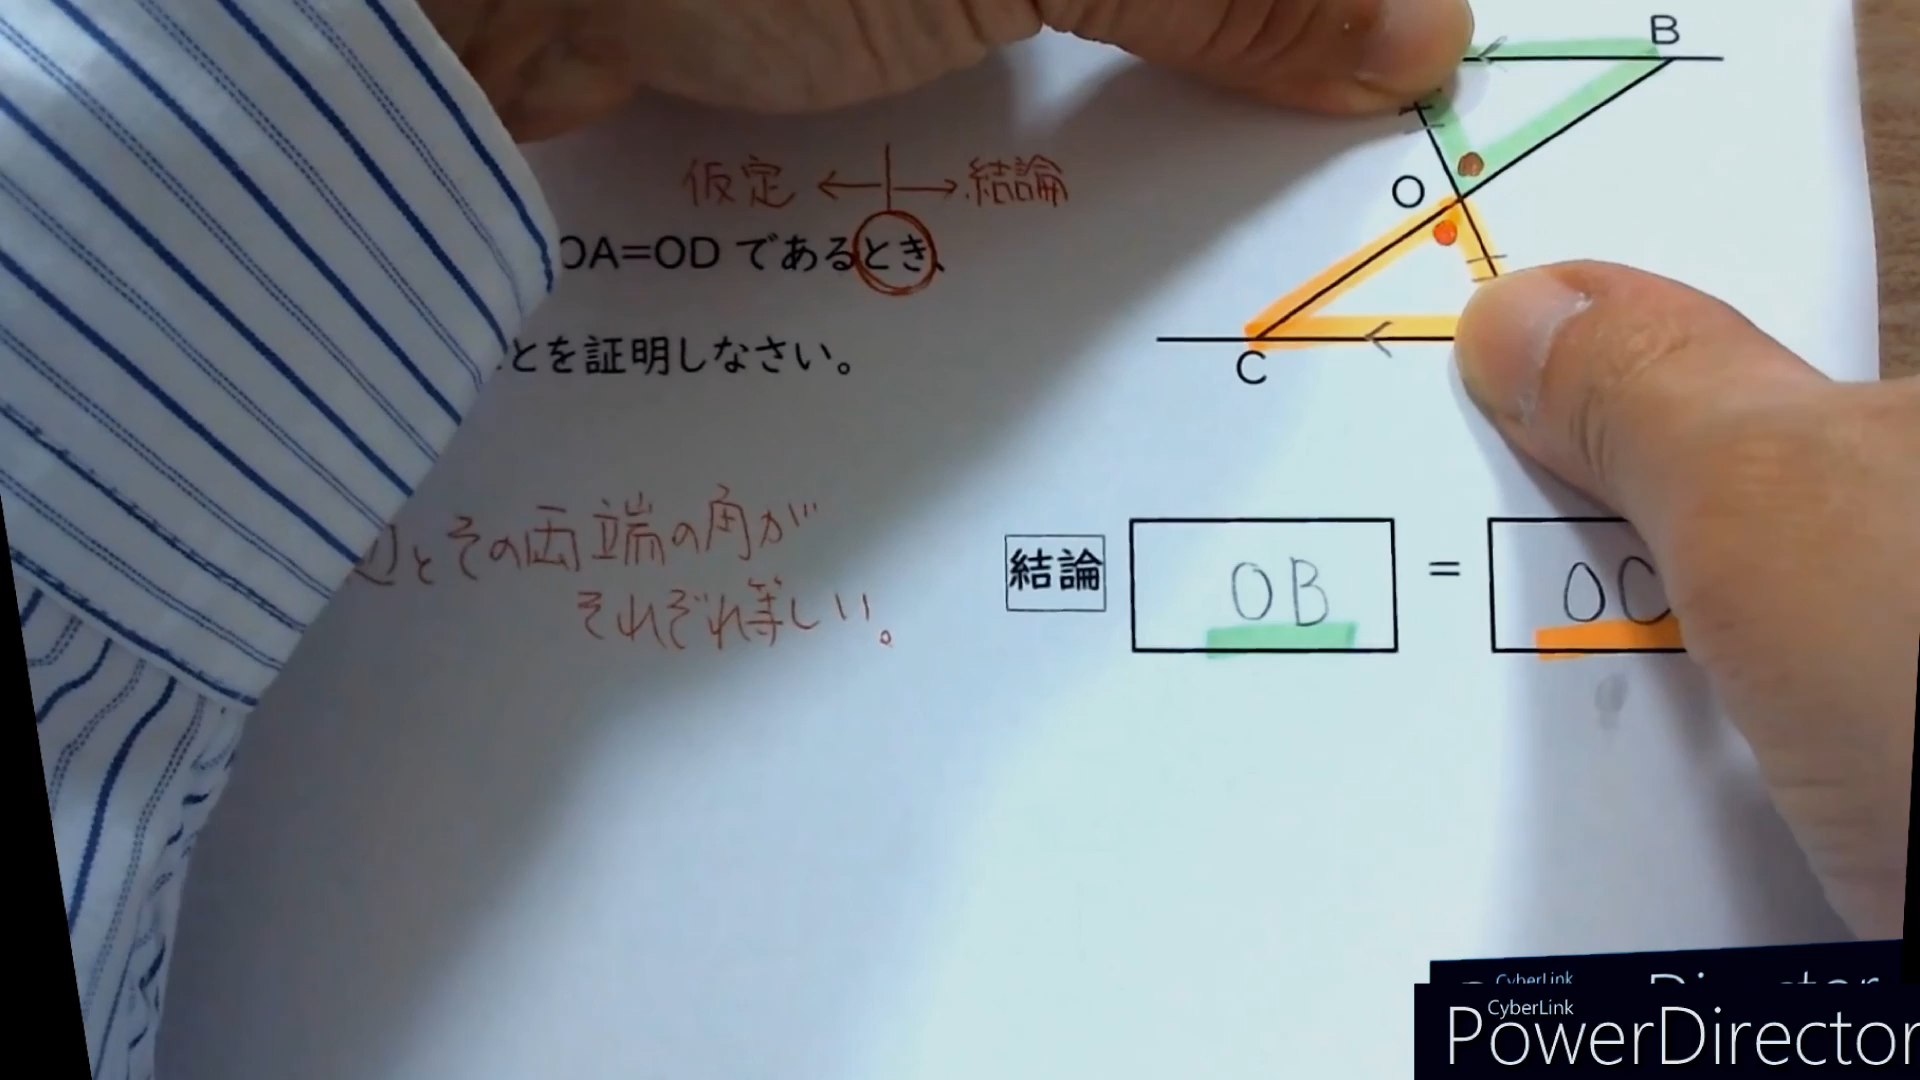 B
仮定 ← → 結論
O
OA=OD であるとき、
とを証明しなさい。
C
辺とその両端の角が
それぞれ等しい。
結論 OB = OC
CyberLink
CyberLink
PowerDirector